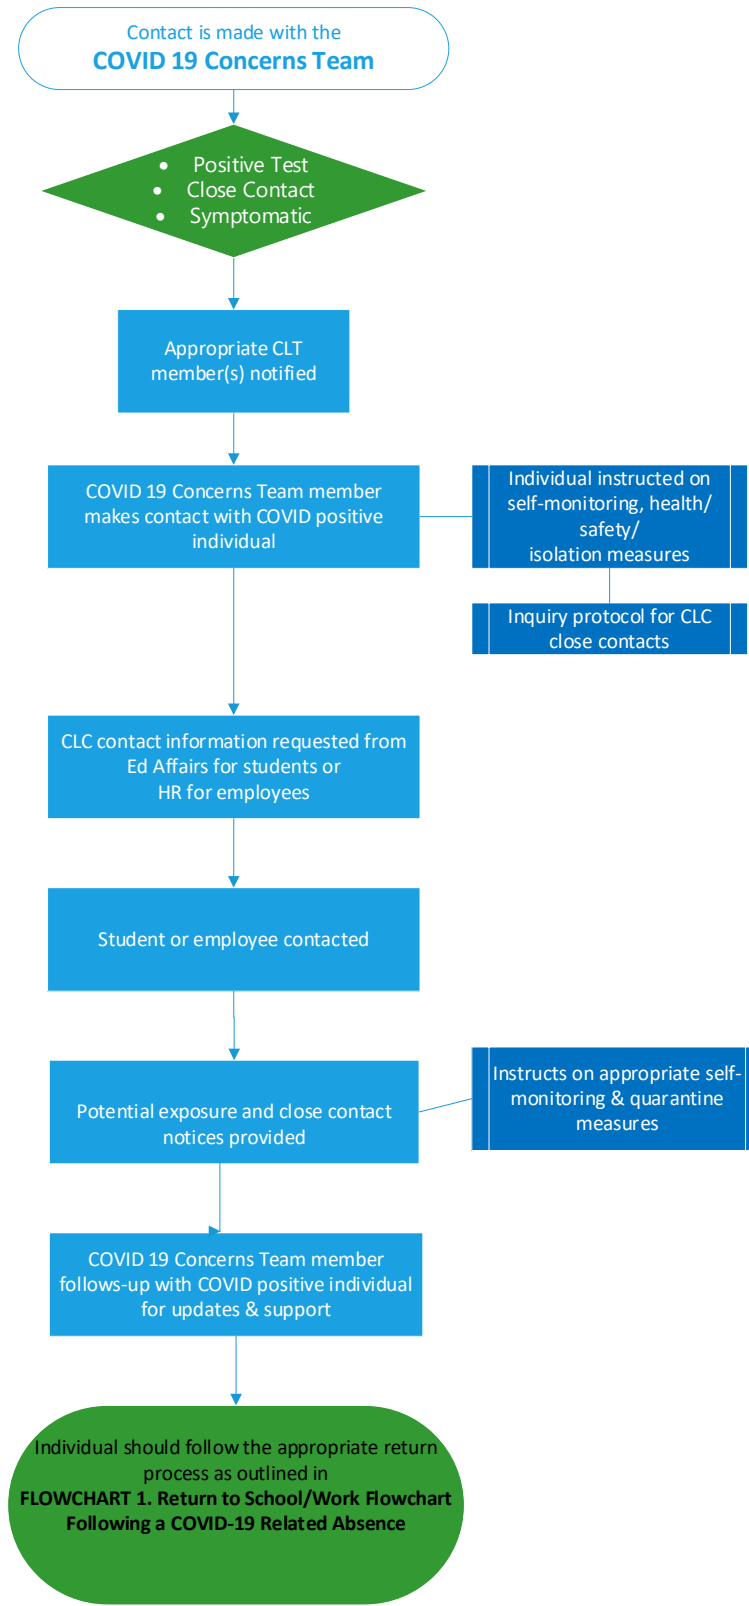 Contact is made with the
COVID 19 Concerns Team
• Positive Test
• Close Contact
• Symptomatic
Appropriate CLT
member(s) notified
COVID 19 Concerns Team member
makes contact with COVID positive
individual
Individual instructed on
self-monitoring, health/
safety/
isolation measures
Inquiry protocol for CLC
close contacts
CLC contact information requested from
Ed Affairs for students or
HR for employees
Student or employee contacted
Potential exposure and close contact
notices provided
Instructs on appropriate self-
monitoring & quarantine
measures
COVID 19 Concerns Team member
follows-up with COVID positive individual
for updates & support
Individual should follow the appropriate return
process as outlined in
FLOWCHART 1. Return to School/Work Flowchart
Following a COVID-19 Related Absence